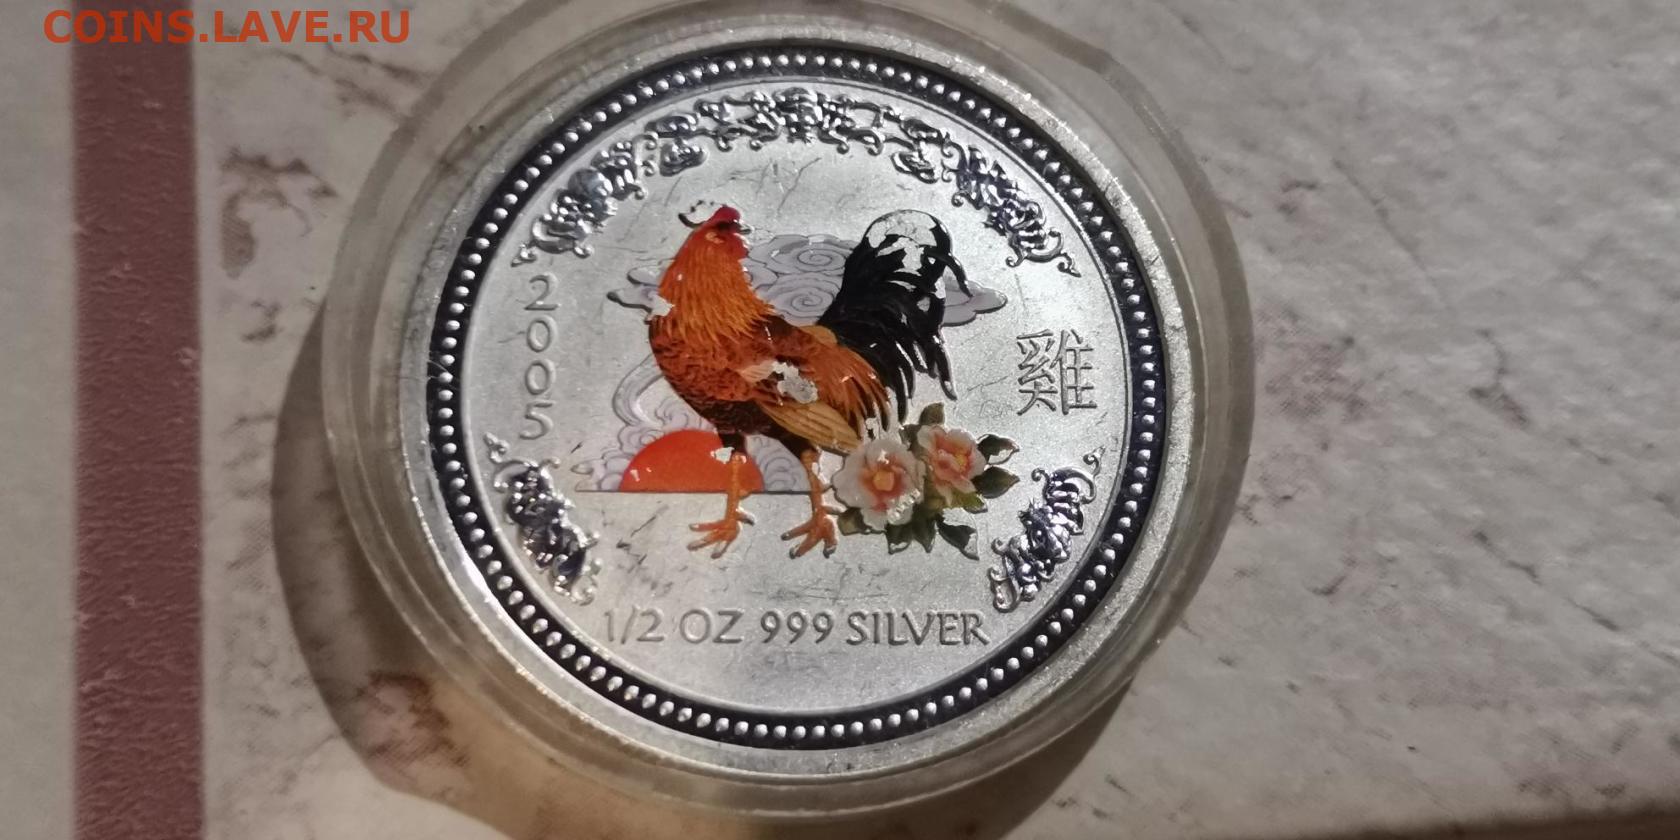 COINS.LAVE.RU
2005
雞
1/2 OZ 999 SILVER